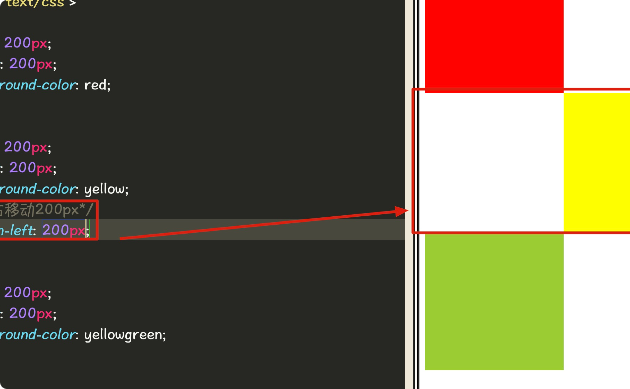 text/css">
200px;
: 200px;
round-color: red;
200px;
: 200px;
round-color: yellow;
右移动200px*/
n-left: 200px;
200px;
: 200px;
round-color: yellowgreen;